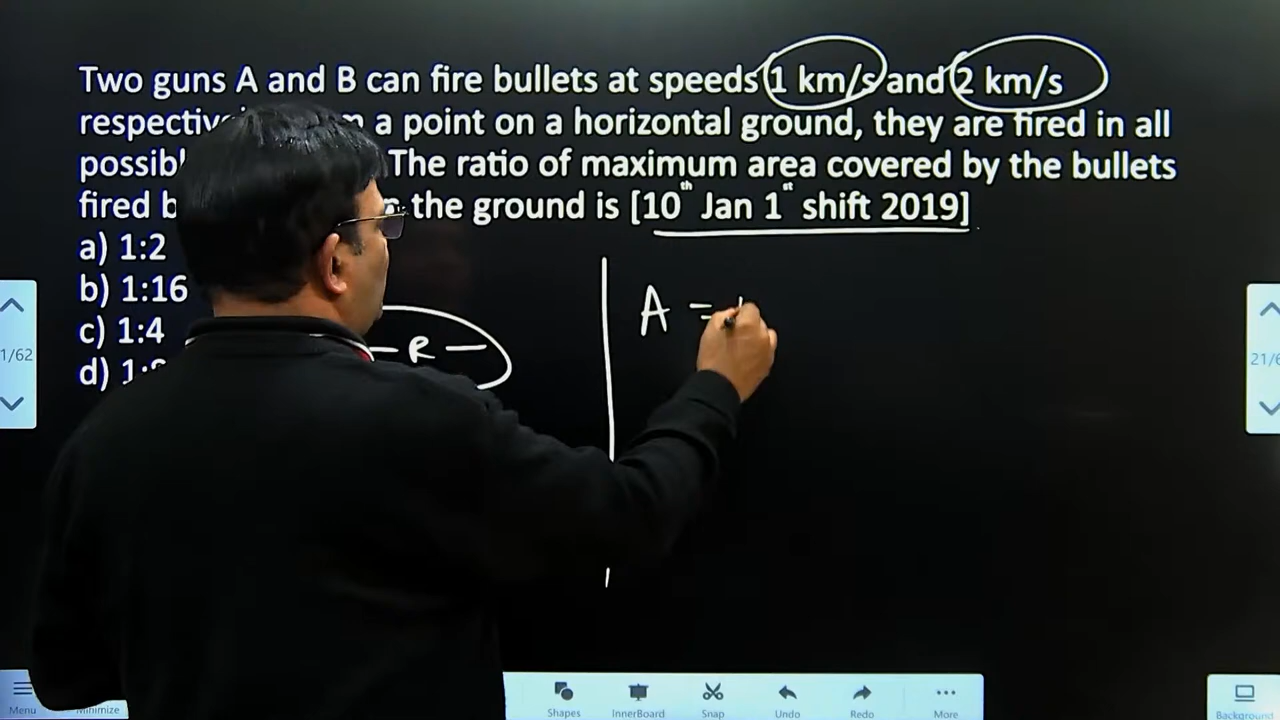 Two guns A and B can fire bullets at speeds 1 km/s and 2 km/s
a point on a horizontal ground, they are fired in all
The ratio of maximum area covered by the bullets
fired the ground is [10th Jan 1st shift 2019]
a) 1:2
b) 1:16
c) 1:4
d)
R
A =
1/62
21/6
Menu
Minimize
Shapes
InnerBoard
Snap
Undo
Redo
More
Background